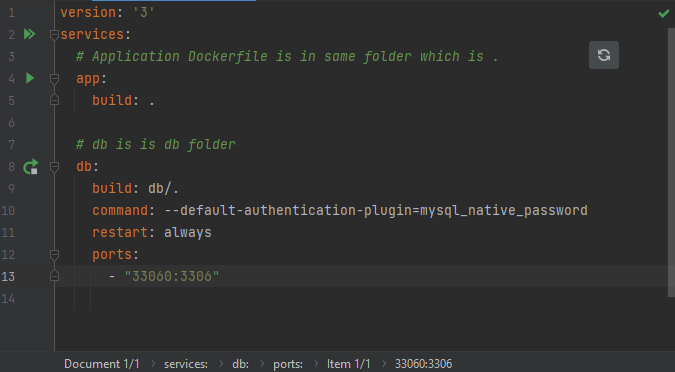 1 version: '3'
2 services:
3 # Application Dockerfile is in same folder which is .
4 app:
5 build: .
6
7 # db is is db folder
8 db:
9 build: db/.
10 command: --default-authentication-plugin=mysql_native_password
11 restart: always
12 ports:
13 - "33060:3306"
14
Document 1/1 › services: › db: › ports: › Item 1/1 › 33060:3306